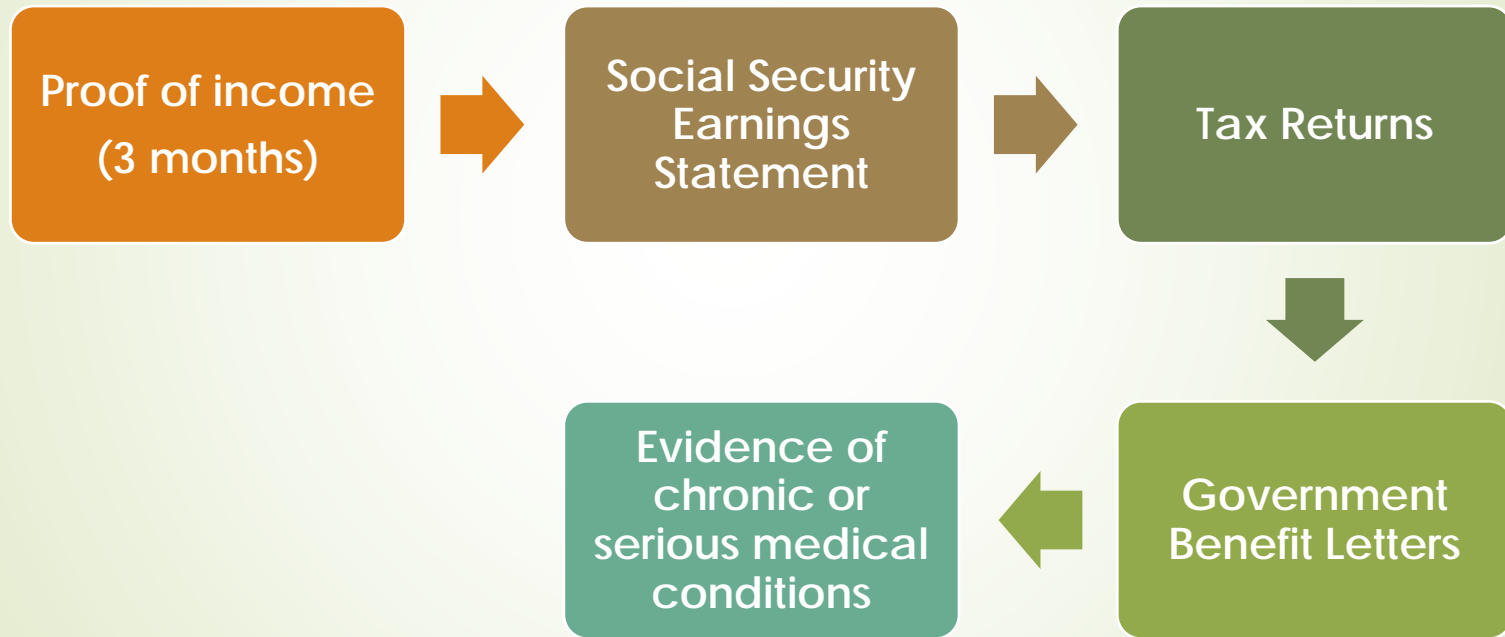 Proof of income
(3 months)
Social Security
Earnings
Statement
Tax Returns
Government
Benefit Letters
Evidence of
chronic or
serious medical
conditions